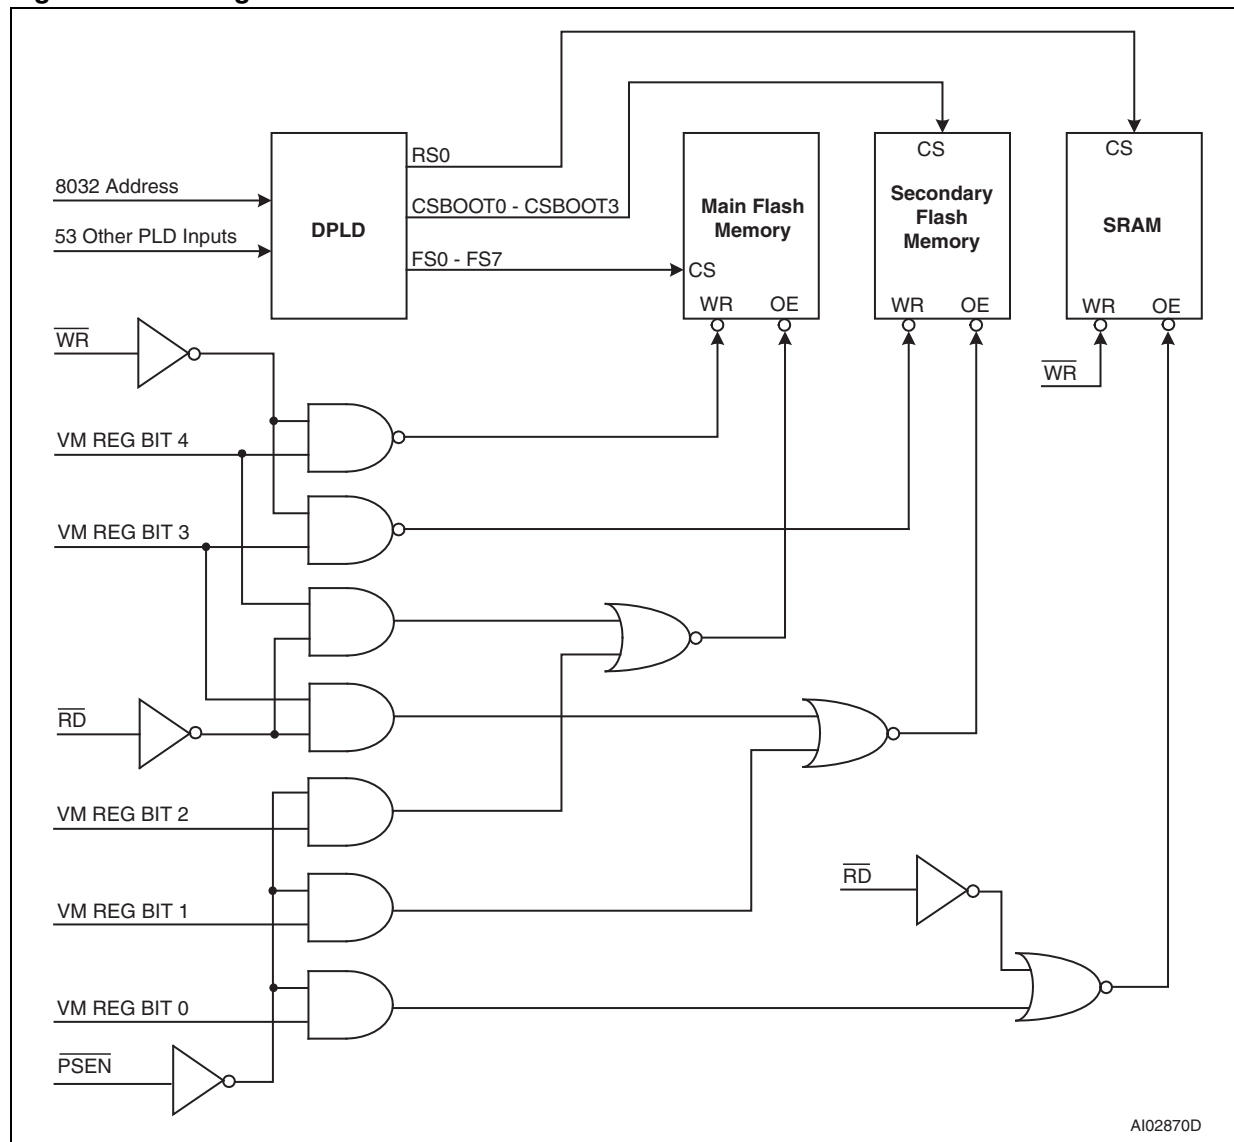 RS0
8032 Address
CSBOOT0 - CSBOOT3
53 Other PLD Inputs
DPLD
FS0 - FS7
Main Flash
Memory
CS
WR OE
CS
Secondary
Flash
Memory
WR OE
CS
SRAM
WR OE
WR
WR
VM REG BIT 4
VM REG BIT 3
RD
VM REG BIT 2
VM REG BIT 1
RD
VM REG BIT 0
PSEN
AI02870D